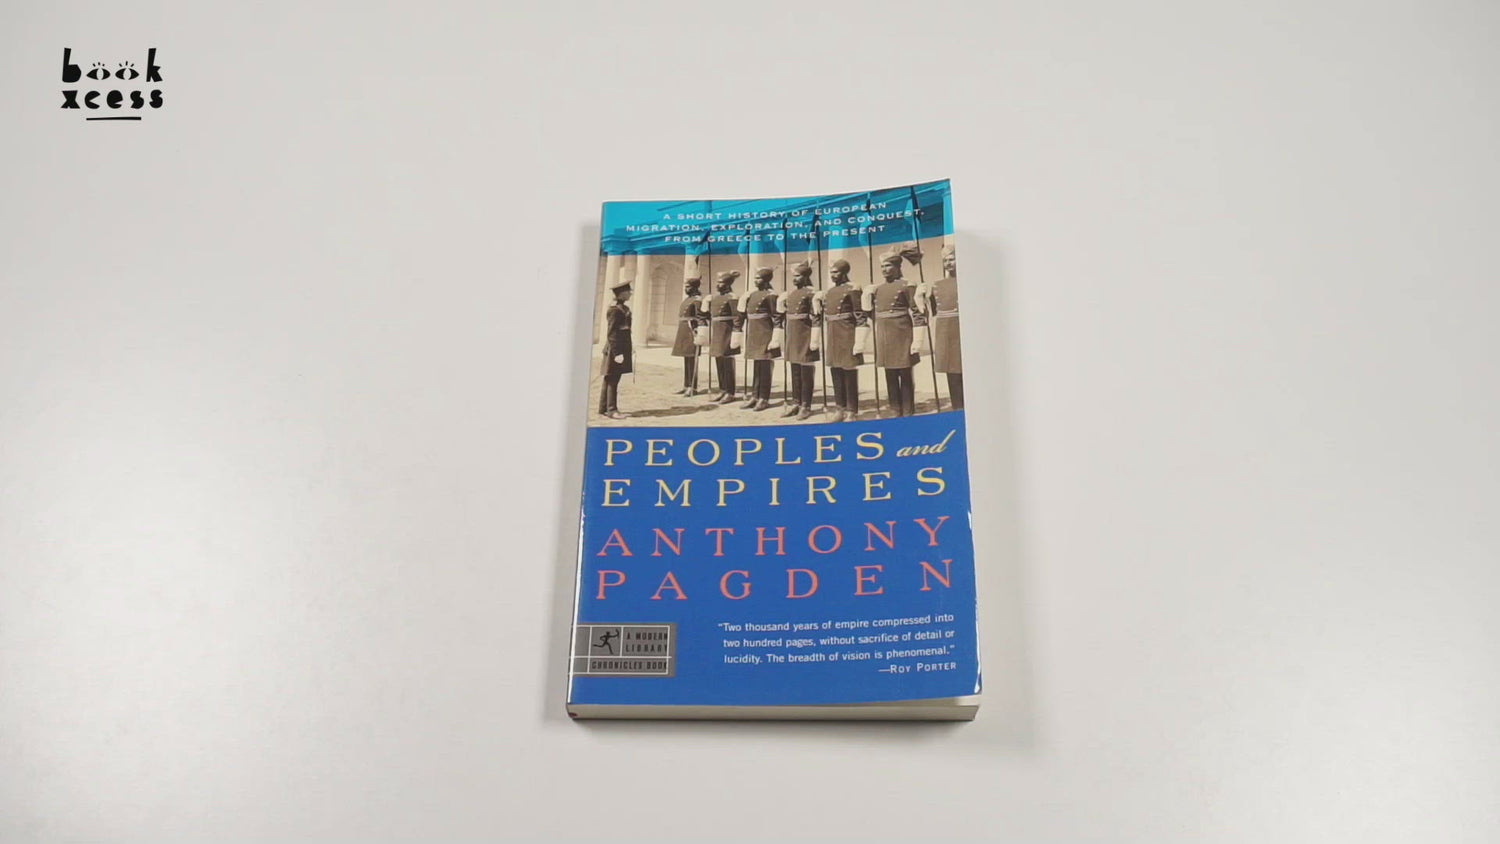 book
xcess
A SHORT HISTORY OF EUROPEAN
MIGRATION, EXPLORATION, AND CONQUEST,
FROM GREECE TO THE PRESENT
PEOPLES and
EMPIRES
ANTHONY
PAGDEN
"Two thousand years of empire compressed into
two hundred pages, without sacrifice of detail or
lucidity. The breadth of vision is phenomenal."
—ROY PORTER
A MODERN
LIBRARY
CHRONICLES BOOK